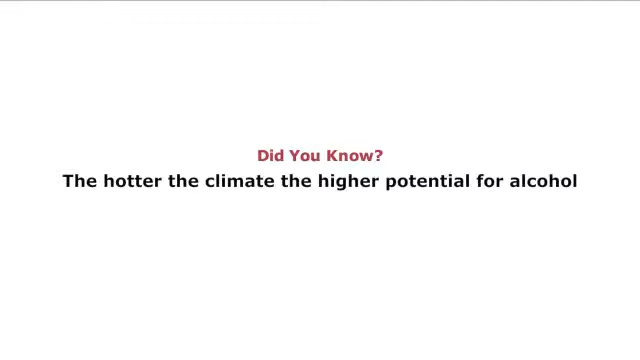 Did You Know?
The hotter the climate the higher potential for alcohol